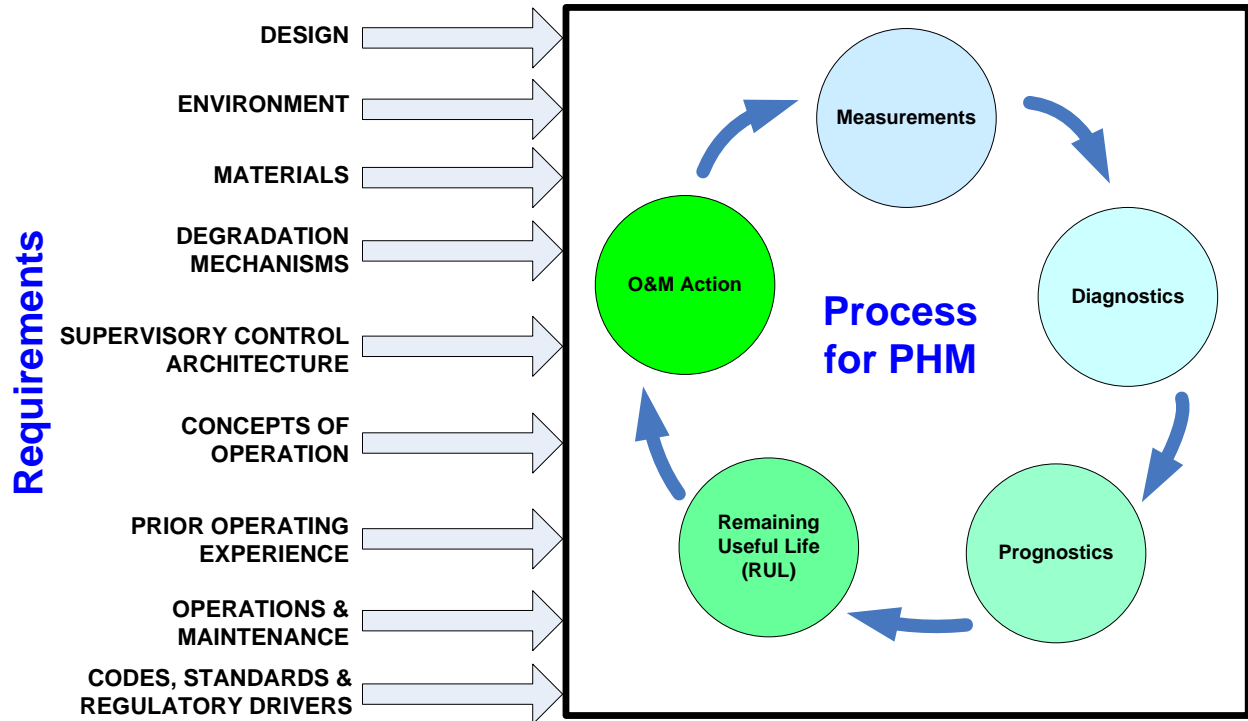 Requirements
DESIGN
ENVIRONMENT
MATERIALS
DEGRADATION
MECHANISMS
SUPERVISORY CONTROL
ARCHITECTURE
CONCEPTS OF
OPERATION
PRIOR OPERATING
EXPERIENCE
OPERATIONS &
MAINTENANCE
CODES, STANDARDS &
REGULATORY DRIVERS
Process
for PHM
Measurements
Diagnostics
Prognostics
Remaining
Useful Life
(RUL)
O&M Action